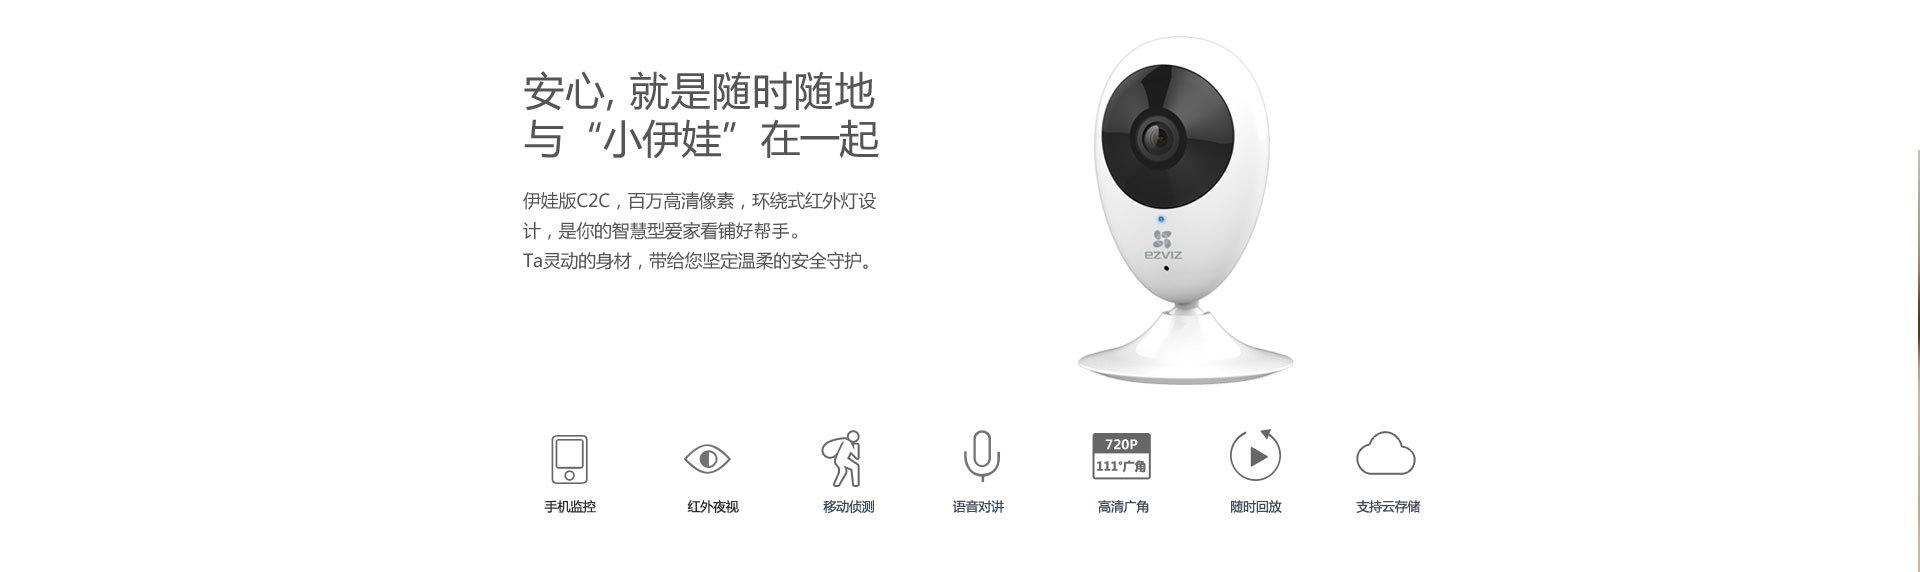 安心, 就是随时随地
与“小伊娃”在一起
伊娃版C2C，百万高清像素，环绕式红外灯设
计，是你的智慧型爱家看铺好帮手。
Ta灵动的身材，带给您坚定温柔的安全守护。
ezviz
720P
111°广角
手机监控
红外夜视
移动侦测
语音对讲
高清广角
随时回放
支持云存储